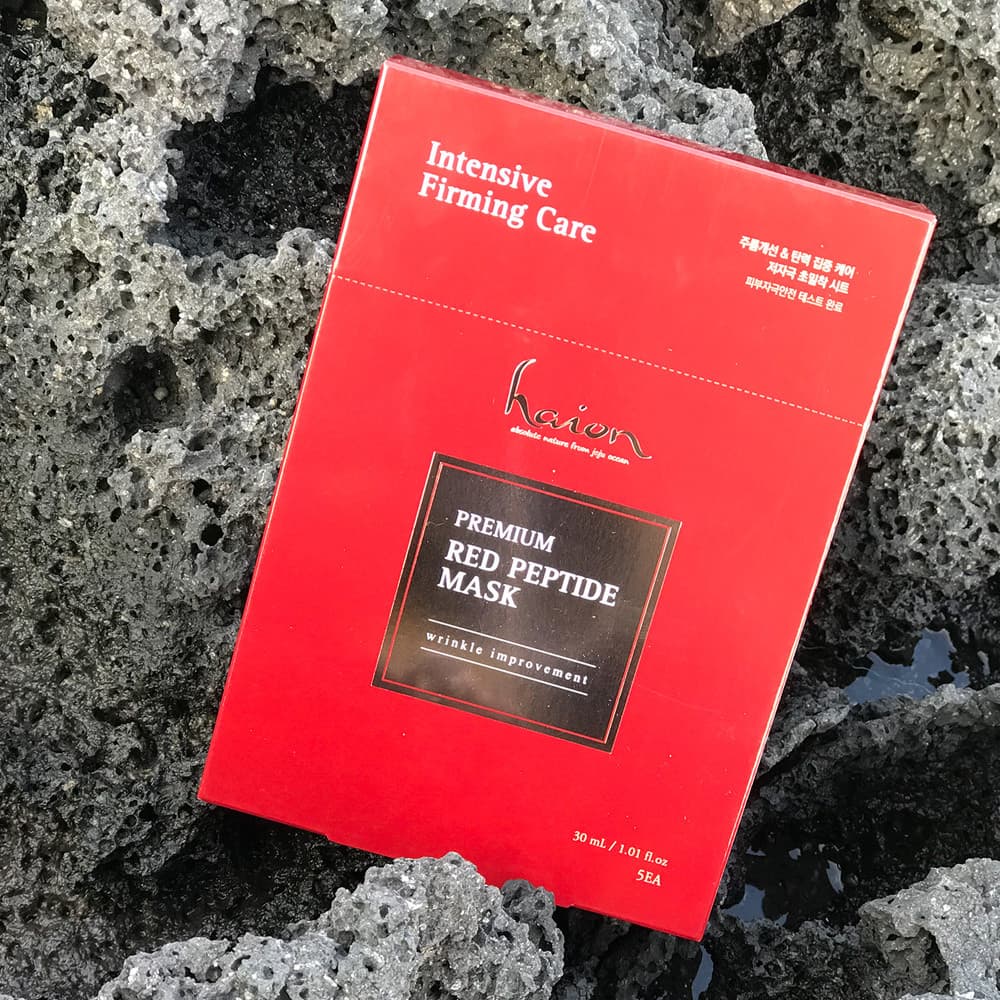 Intensive
Firming Care
주름개선 & 탄력 집중 케어
저자극 초밀착 시트
피부자극안전 테스트 완료
haion
absolute nature from jeju ocean
PREMIUM
RED PEPTIDE
MASK
wrinkle improvement
30 mL / 1.01 fl.oz
5EA